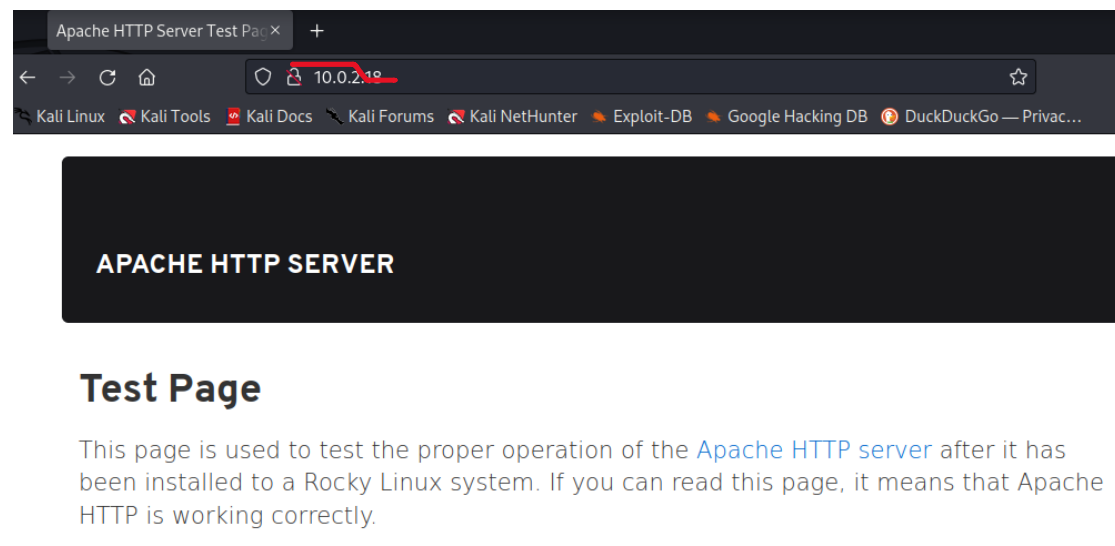 Apache HTTP Server Test Pag
10.0.2.18
Kali Linux Kali Tools Kali Docs Kali Forums Kali NetHunter Exploit-DB Google Hacking DB DuckDuckGo — Privac...
APACHE HTTP SERVER
Test Page
This page is used to test the proper operation of the Apache HTTP server after it has
been installed to a Rocky Linux system. If you can read this page, it means that Apache
HTTP is working correctly.